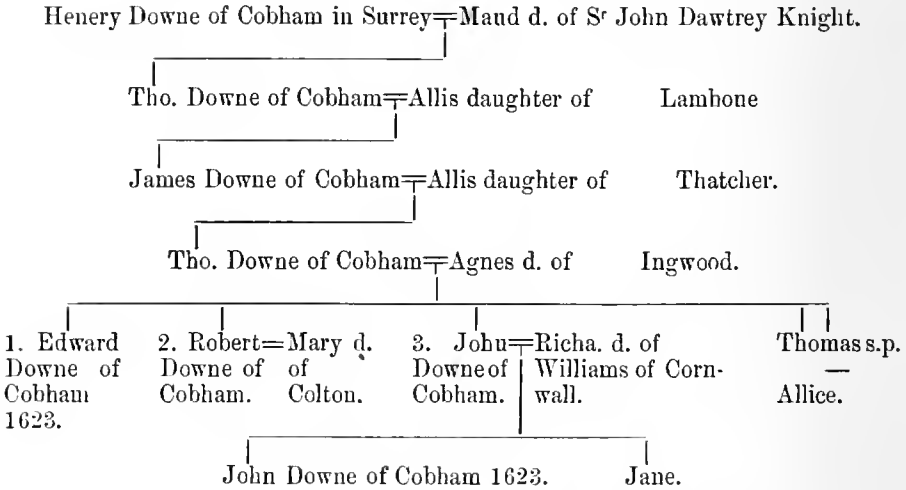 Henery Downe of Cobham in Surrey=Maud d. of Sʳ John Dawtrey Knight.
Tho. Downe of Cobham=Allis daughter of Lambone
James Downe of Cobham=Allis daughter of Thatcher.
Tho. Downe of Cobham=Agnes d. of Ingwood.
1. Edward
Downe of
Cobham
1623.
2. Robert=Mary d.
Downe of of
Cobham. Colton.
3. John=Richa. d. of
Downe of Williams of Corn-
Cobham. wall.
Thomas s.p.
—
Allice.
John Downe of Cobham 1623. Jane.